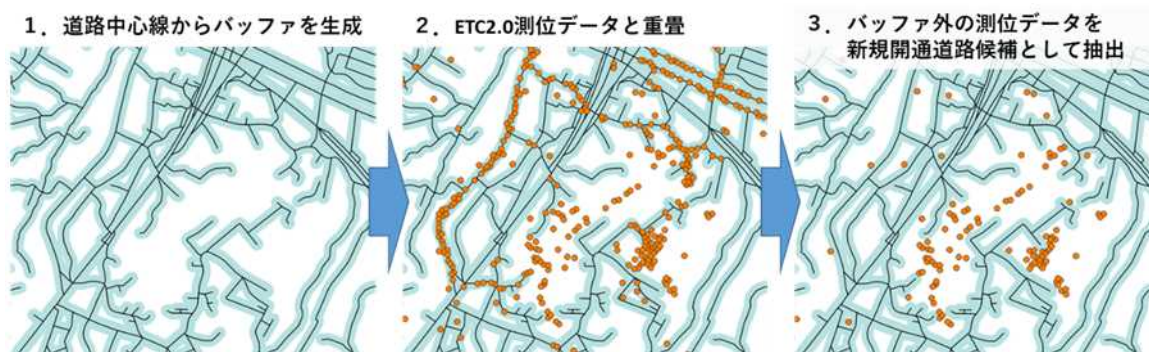 1．道路中心線からバッファを生成
2．ETC2.0測位データと重畳
3．バッファ外の測位データを
新規開通道路候補として抽出